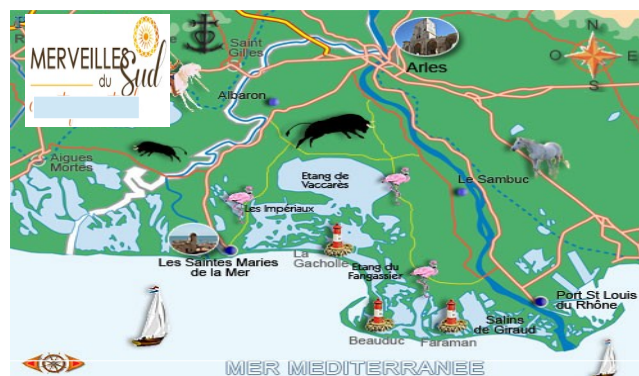 MERVEILLES
du Sud
Saint
Gilles
N
O
E
S
Arles
Albaron
Aigues
Mortes
Etang de
Vaccarès
Le Sambuc
Les Impériaux
Les Saintes Maries
de la Mer
La
Gacholle
Etang du
Fangassier
Port St Louis
du Rhône
Salins
de Giraud
Beauduc
Faraman
MER MEDITERRANEE